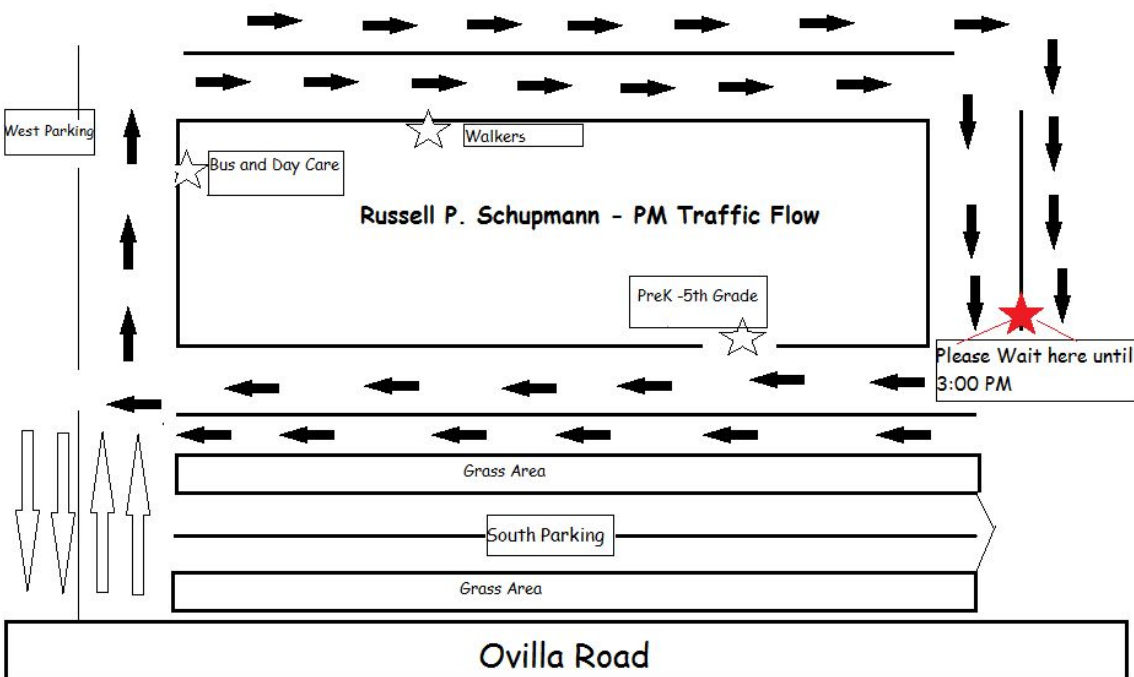 West Parking
Walkers
Bus and Day Care
Russell P. Schupmann - PM Traffic Flow
PreK -5th Grade
Please Wait here until
3:00 PM
Grass Area
South Parking
Grass Area
Ovilla Road